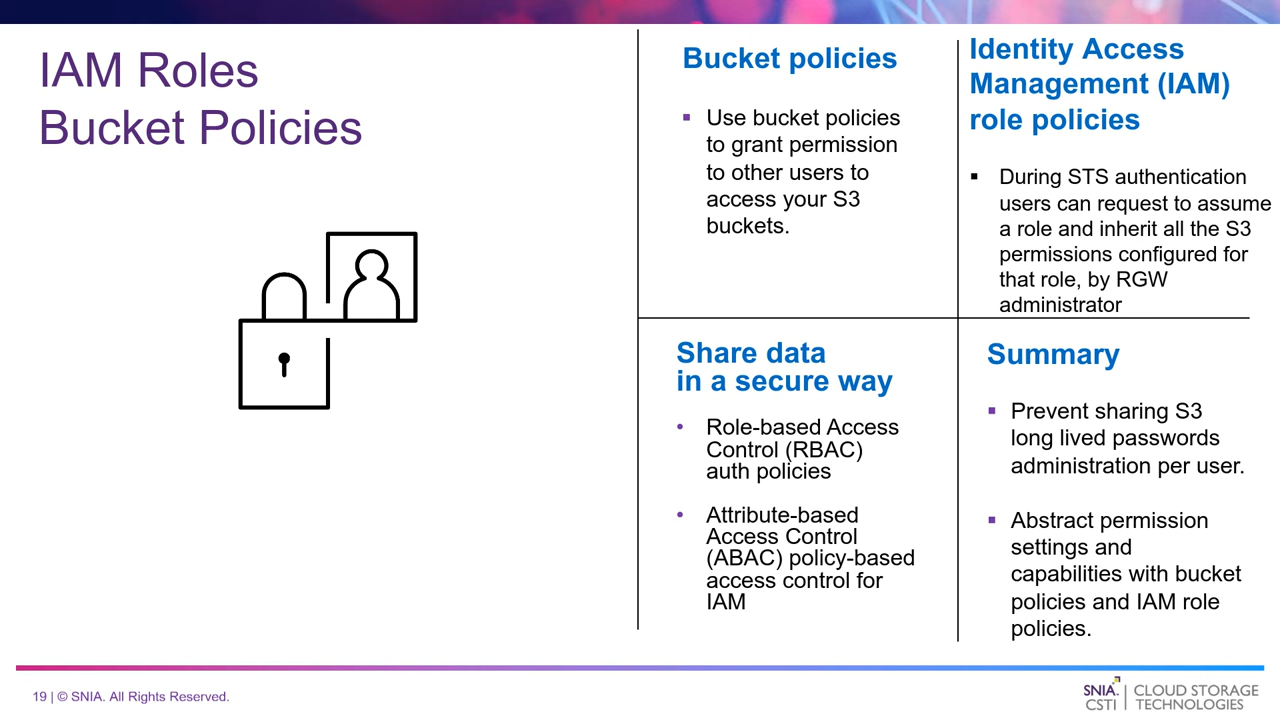 IAM Roles
Bucket Policies
Bucket policies
▪ Use bucket policies
to grant permission
to other users to
access your S3
buckets.
Identity Access
Management (IAM)
role policies
▪ During STS authentication
users can request to assume
a role and inherit all the S3
permissions configured for
that role, by RGW
administrator
Share data
in a secure way
• Role-based Access
Control (RBAC)
auth policies
• Attribute-based
Access Control
(ABAC) policy-based
access control for
IAM
Summary
▪ Prevent sharing S3
long lived passwords
administration per user.
▪ Abstract permission
settings and
capabilities with bucket
policies and IAM role
policies.
19 | © SNIA. All Rights Reserved.
SNIA.
CSTI
CLOUD STORAGE
TECHNOLOGIES